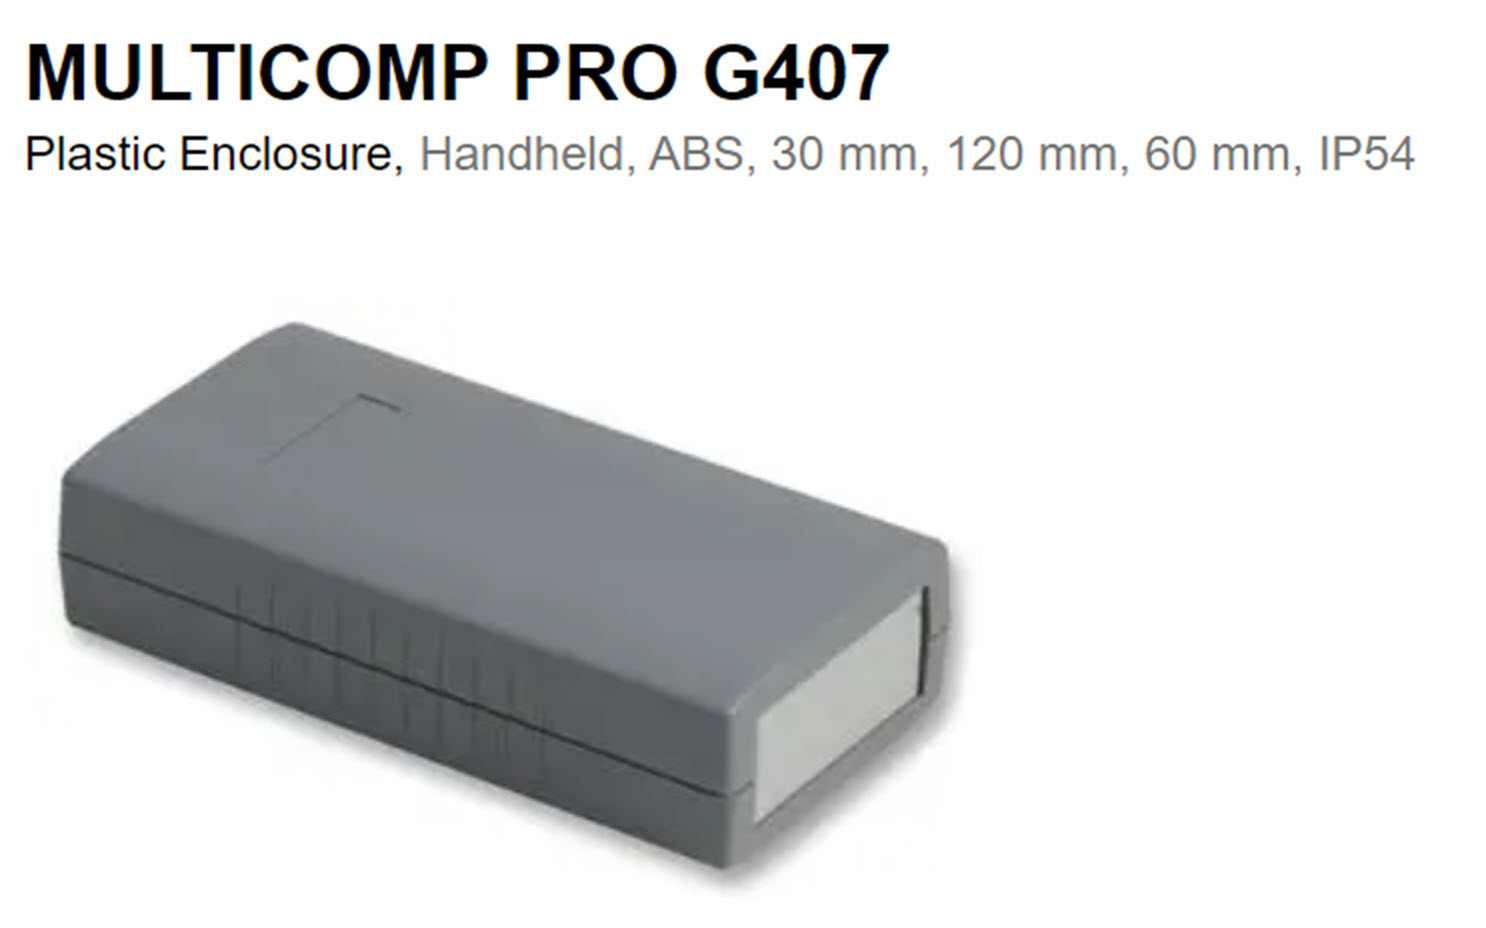 MULTICOMP PRO G407
Plastic Enclosure, Handheld, ABS, 30 mm, 120 mm, 60 mm, IP54